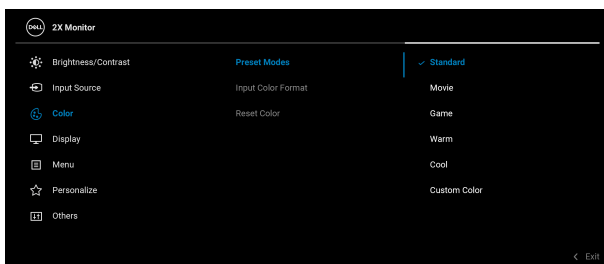 DELL 2X Monitor
Brightness/Contrast Preset Modes ✓ Standard
Input Source Input Color Format Movie
Color Reset Color Game
Display Warm
Menu Cool
Personalize Custom Color
Others
< Exit